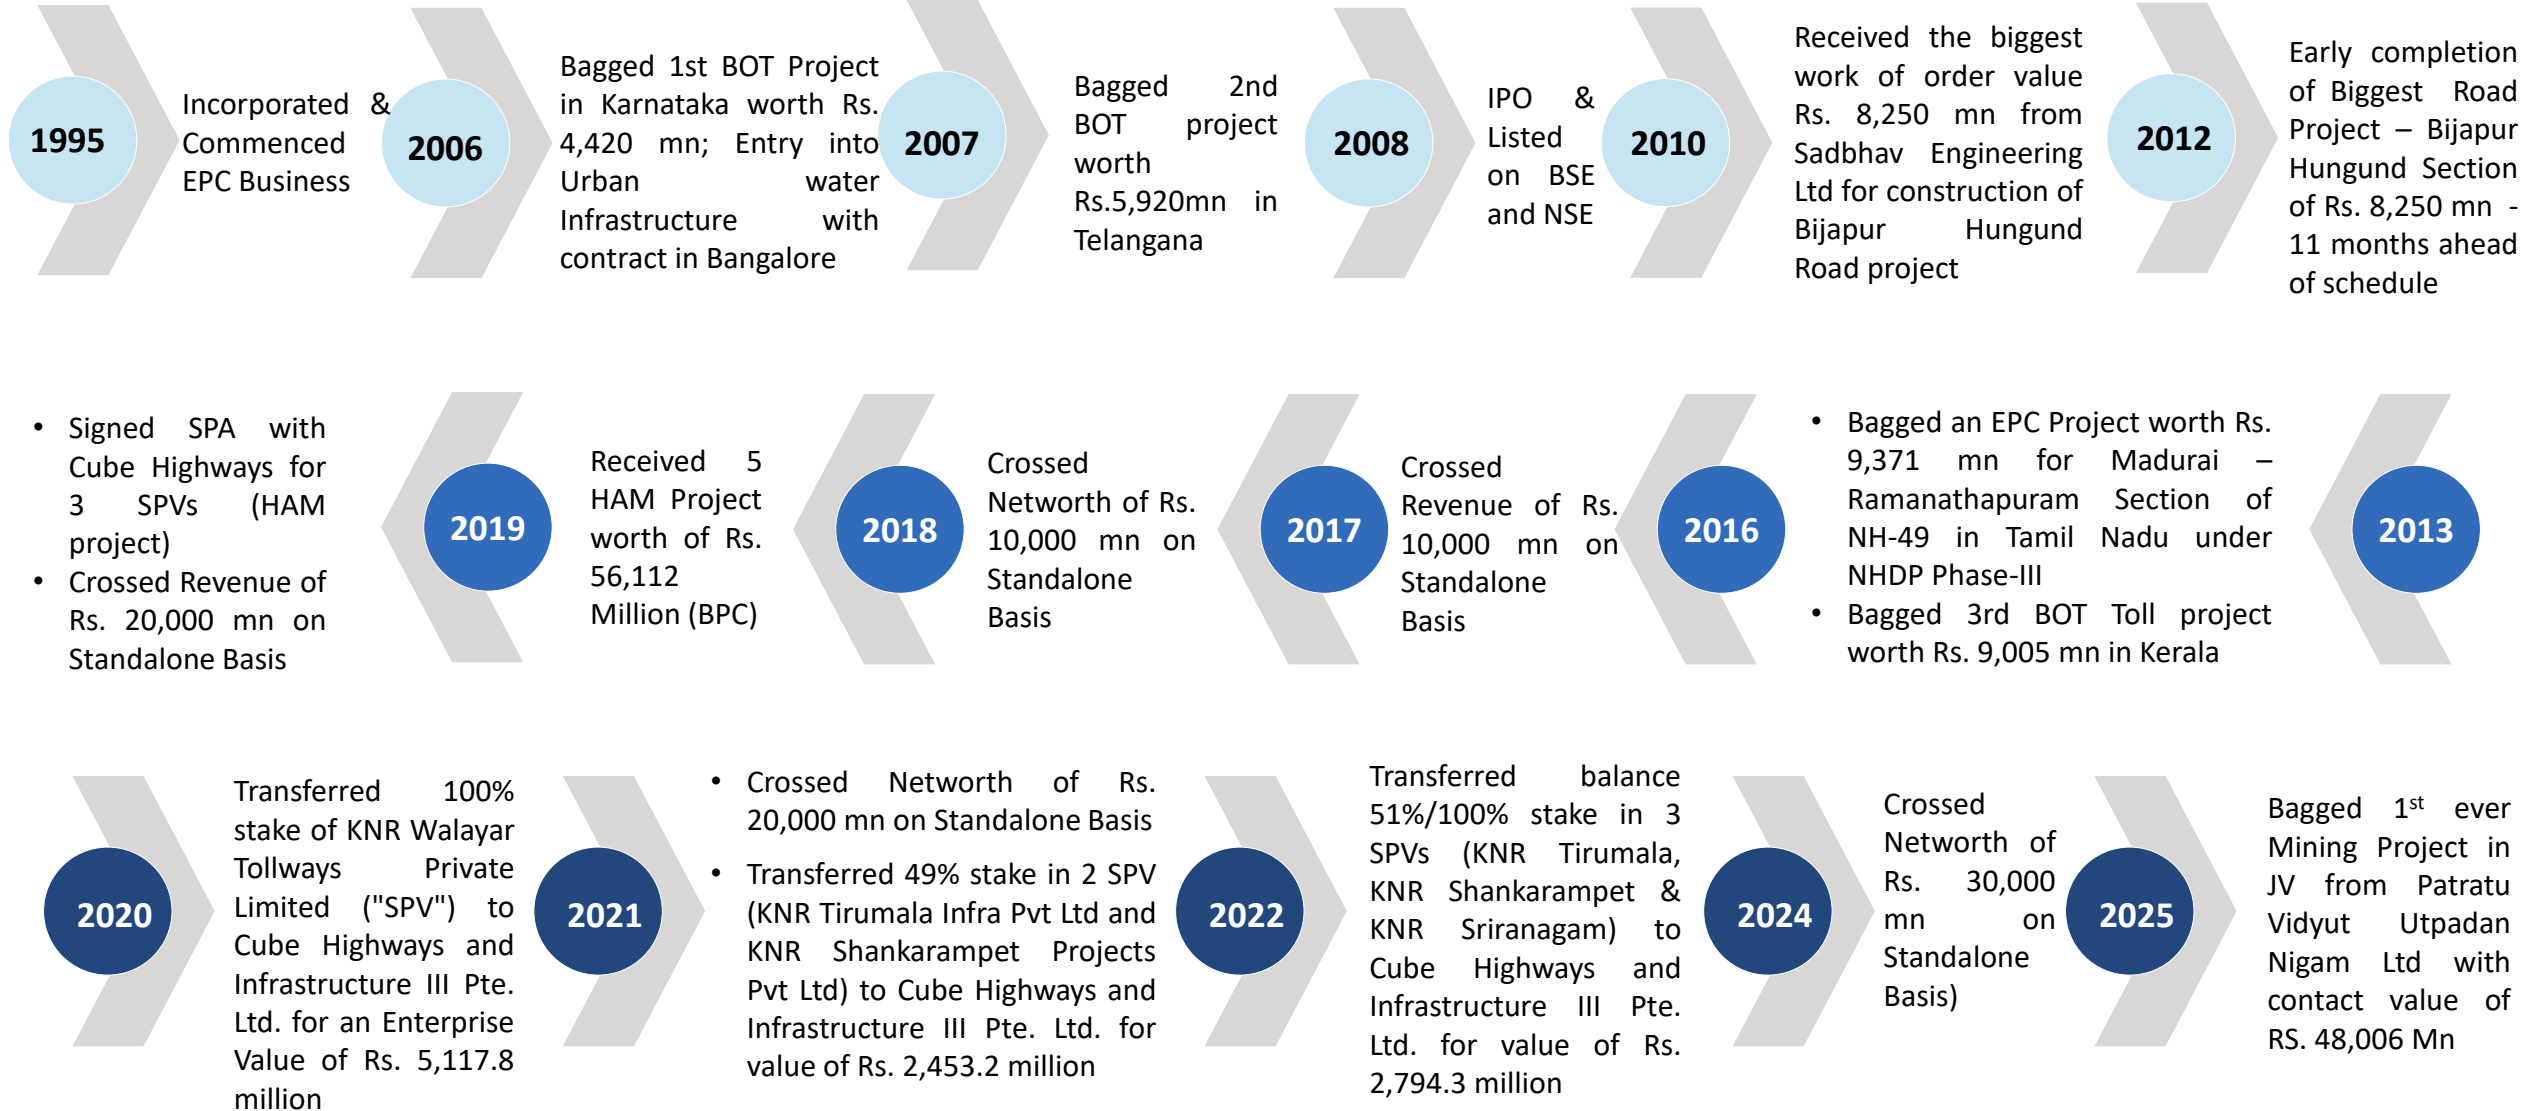 1995
Incorporated &
Commenced
EPC Business
2006
Bagged 1st BOT Project
in Karnataka worth Rs.
4,420 mn; Entry into
Urban water
Infrastructure with
contract in Bangalore
2007
Bagged 2nd
BOT project
worth
Rs.5,920mn in
Telangana
2008
IPO &
Listed
on BSE
and NSE
2010
Received the biggest
work of order value
Rs. 8,250 mn from
Sadbhav Engineering
Ltd for construction of
Bijapur Hungund
Road project
2012
Early completion
of Biggest Road
Project – Bijapur
Hungund Section
of Rs. 8,250 mn -
11 months ahead
of schedule
2013
• Bagged an EPC Project worth Rs.
9,371 mn for Madurai –
Ramanathapuram Section of
NH-49 in Tamil Nadu under
NHDP Phase-III
• Bagged 3rd BOT Toll project
worth Rs. 9,005 mn in Kerala
2016
Crossed
Revenue of Rs.
10,000 mn on
Standalone
Basis
2017
Crossed
Networth of Rs.
10,000 mn on
Standalone
Basis
2018
Received 5
HAM Project
worth of Rs.
56,112
Million (BPC)
2019
• Signed SPA with
Cube Highways for
3 SPVs (HAM
project)
• Crossed Revenue of
Rs. 20,000 mn on
Standalone Basis
2020
Transferred 100%
stake of KNR Walayar
Tollways Private
Limited ("SPV") to
Cube Highways and
Infrastructure III Pte.
Ltd. for an Enterprise
Value of Rs. 5,117.8
million
2021
• Crossed Networth of Rs.
20,000 mn on Standalone Basis
• Transferred 49% stake in 2 SPV
(KNR Tirumala Infra Pvt Ltd and
KNR Shankarampet Projects
Pvt Ltd) to Cube Highways and
Infrastructure III Pte. Ltd. for
value of Rs. 2,453.2 million
2022
Transferred balance
51%/100% stake in 3
SPVs (KNR Tirumala,
KNR Shankarampet &
KNR Sriranagam) to
Cube Highways and
Infrastructure III Pte.
Ltd. for value of Rs.
2,794.3 million
2024
Crossed
Networth of
Rs. 30,000
mn on
Standalone
Basis)
2025
Bagged 1st ever
Mining Project in
JV from Patratu
Vidyut Utpadan
Nigam Ltd with
contact value of
RS. 48,006 Mn